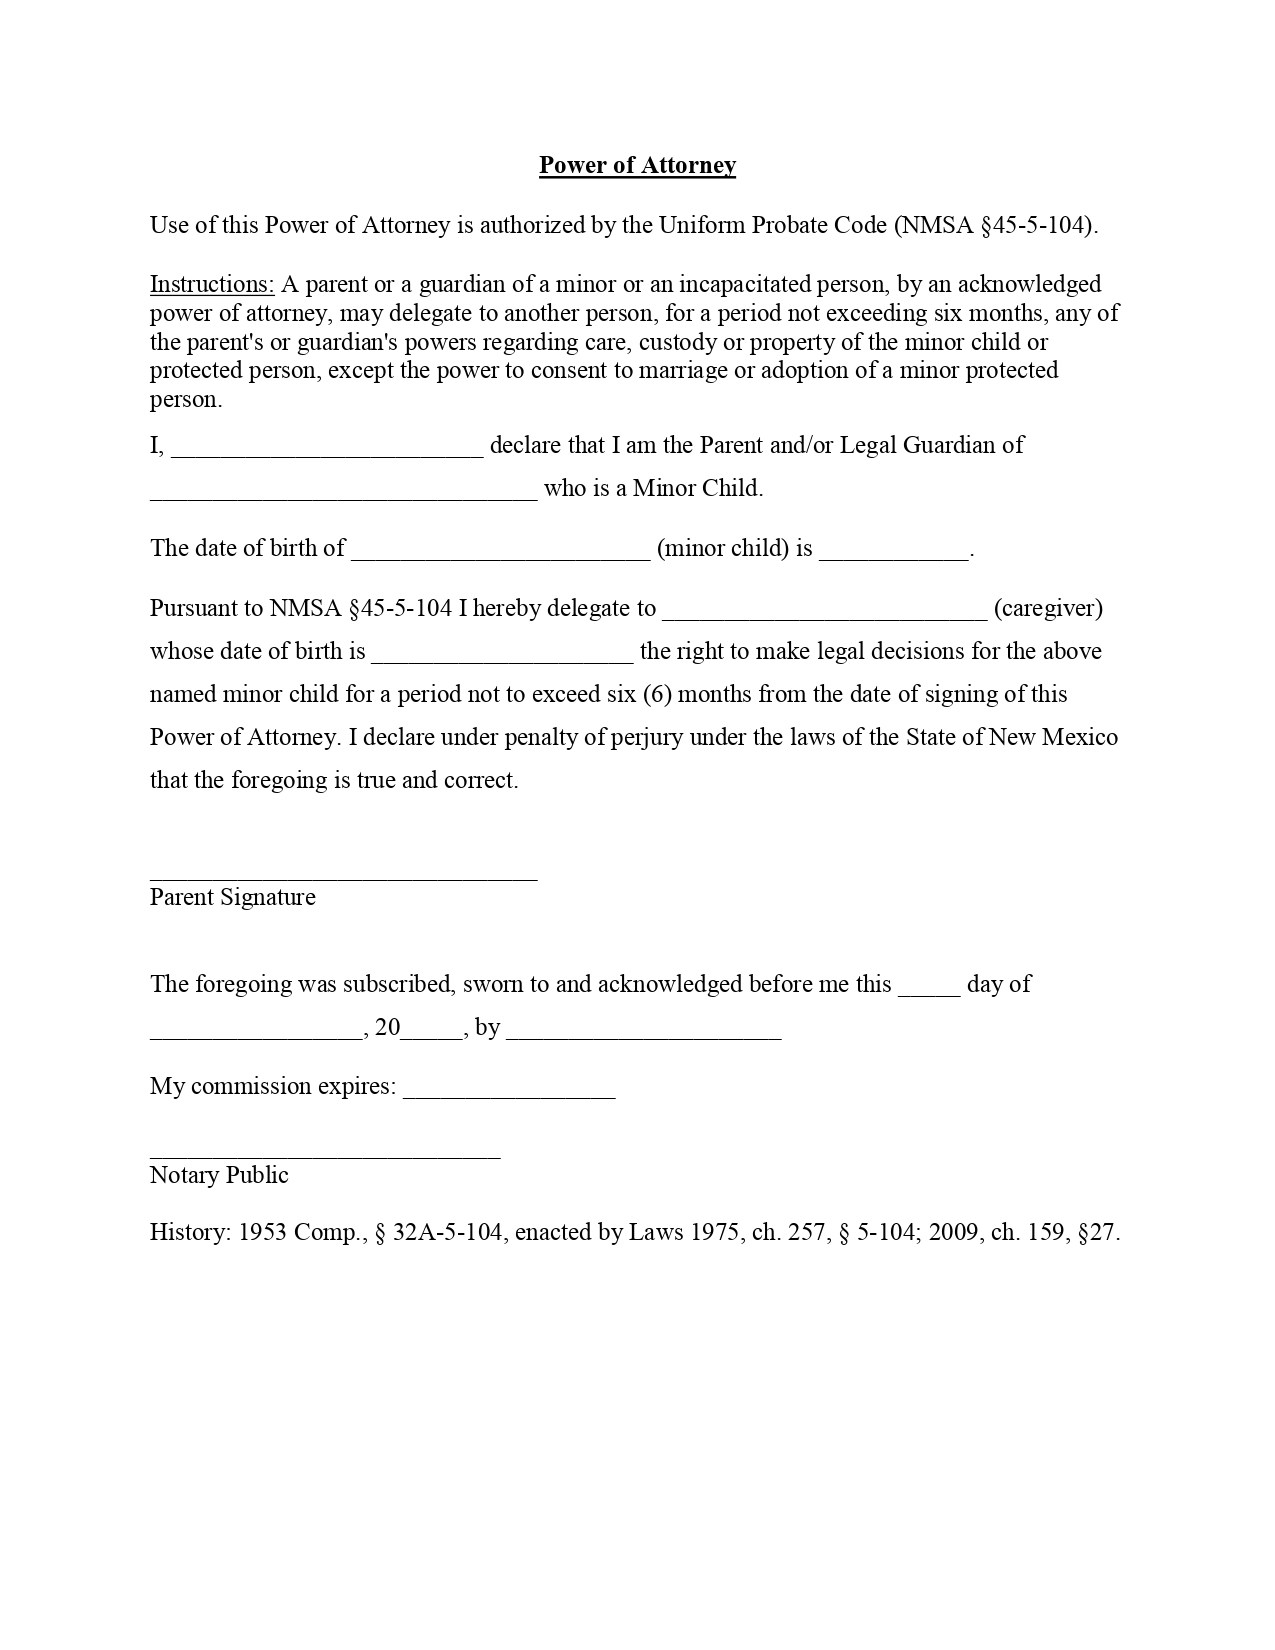 Power of Attorney
Use of this Power of Attorney is authorized by the Uniform Probate Code (NMSA §45-5-104).
Instructions: A parent or a guardian of a minor or an incapacitated person, by an acknowledged
power of attorney, may delegate to another person, for a period not exceeding six months, any of
the parent's or guardian's powers regarding care, custody or property of the minor child or
protected person, except the power to consent to marriage or adoption of a minor protected
person.
I, _________________________ declare that I am the Parent and/or Legal Guardian of
_______________________________ who is a Minor Child.
The date of birth of ________________________ (minor child) is ____________.
Pursuant to NMSA §45-5-104 I hereby delegate to __________________________ (caregiver)
whose date of birth is _____________________ the right to make legal decisions for the above
named minor child for a period not to exceed six (6) months from the date of signing of this
Power of Attorney. I declare under penalty of perjury under the laws of the State of New Mexico
that the foregoing is true and correct.
_______________________________
Parent Signature
The foregoing was subscribed, sworn to and acknowledged before me this _____ day of
_________________, 20_____, by ______________________
My commission expires: _________________
____________________________
Notary Public
History: 1953 Comp., § 32A-5-104, enacted by Laws 1975, ch. 257, § 5-104; 2009, ch. 159, §27.